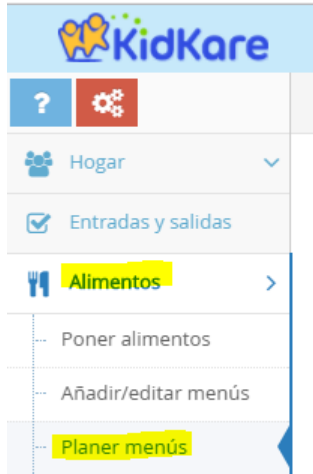 KidKare
?
Hogar
Entradas y salidas
Alimentos
Poner alimentos
Añadir/editar menús
Planer menús